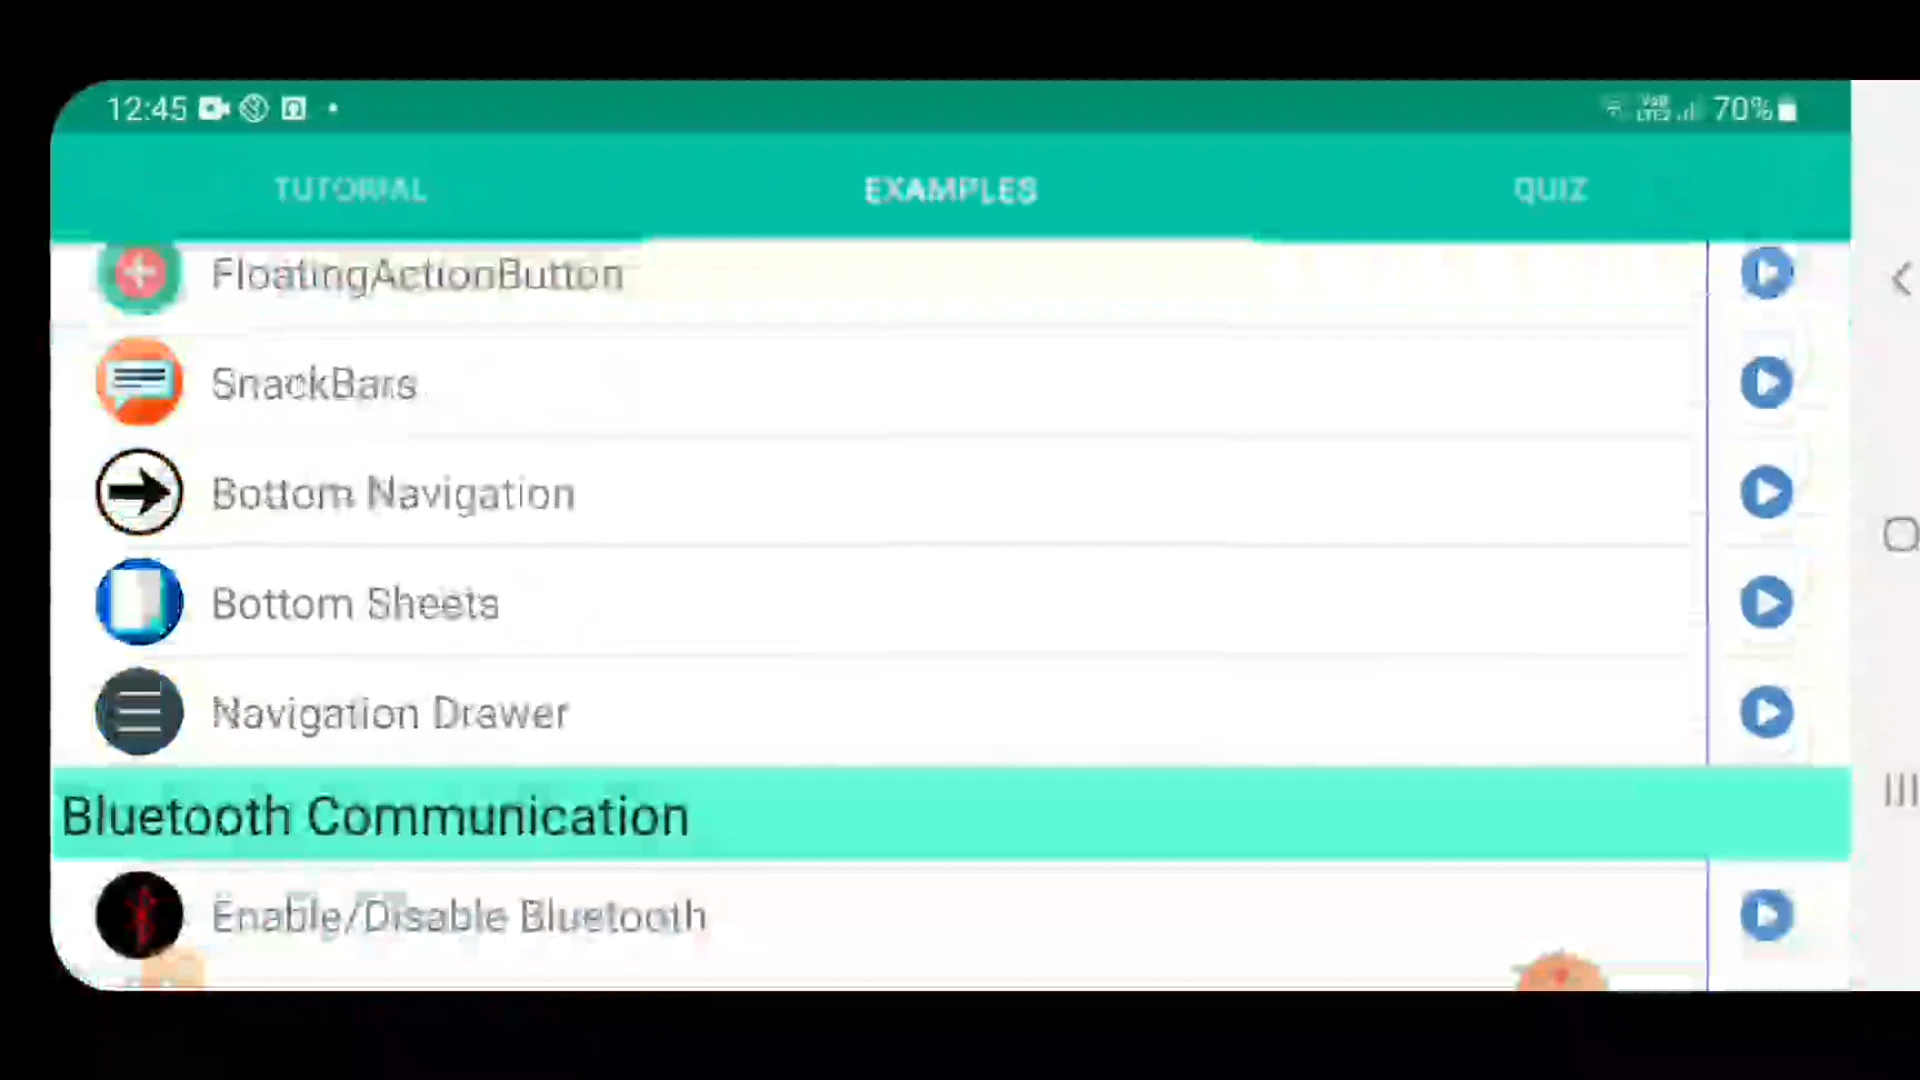 12:45
70%
TUTORIAL
EXAMPLES
QUIZ
FloatingActionButton
SnackBars
Bottom Navigation
Bottom Sheets
Navigation Drawer
Bluetooth Communication
Enable/Disable Bluetooth